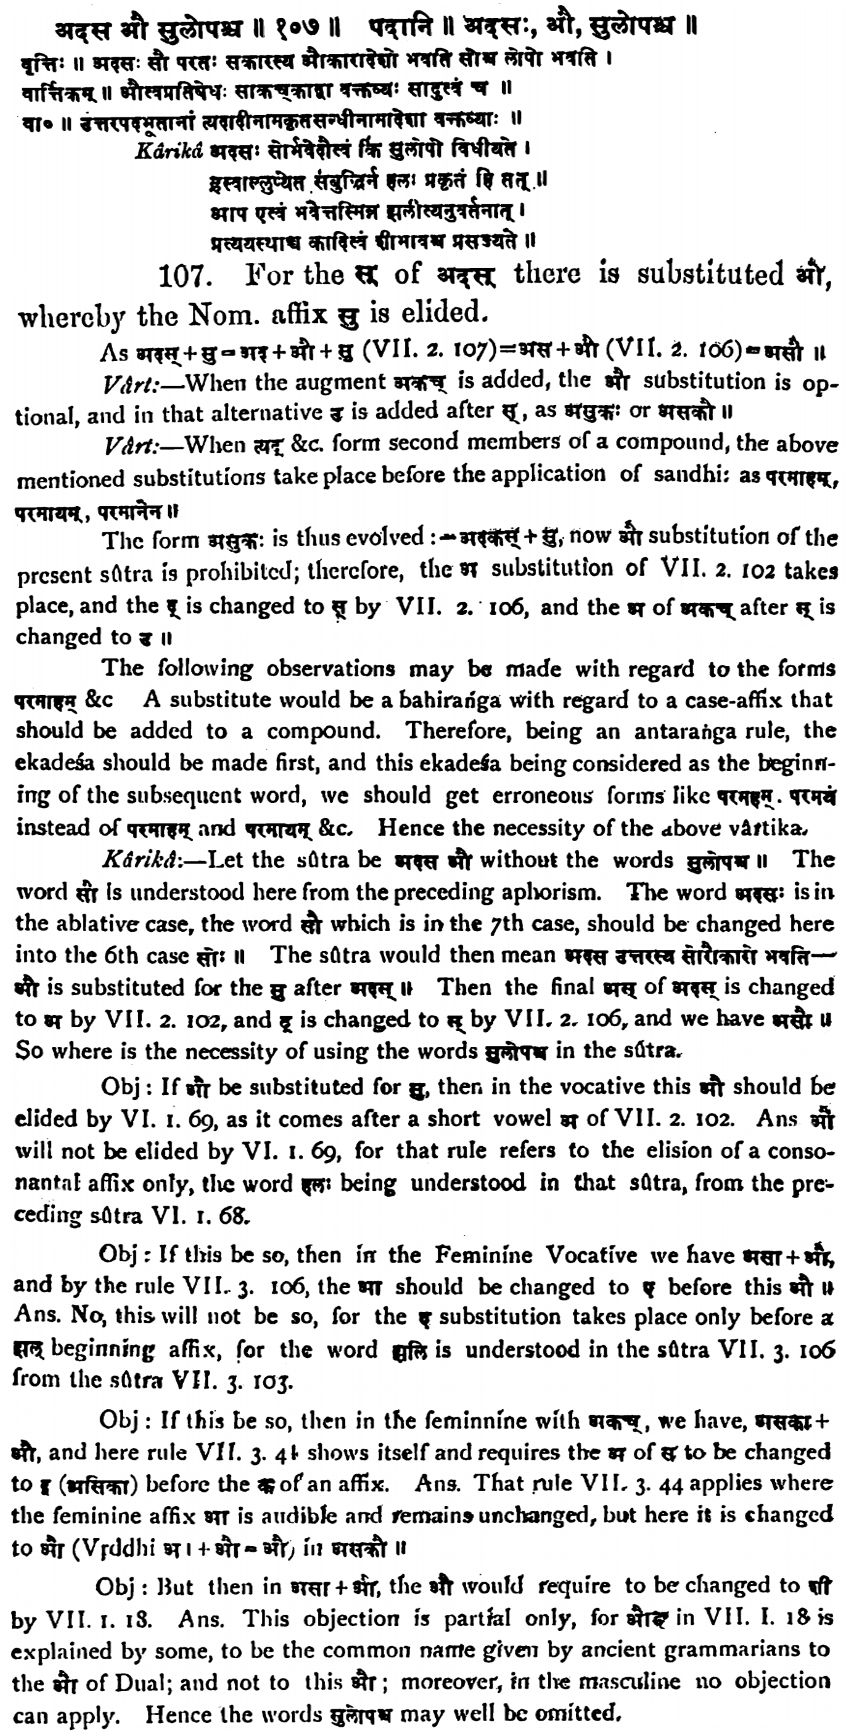 अदस औ सुलोपश्च ॥ १०७ ॥ पदानि ॥ अदसः, औ, सुलोपश्च ॥
वृत्तिः ॥ अदसः सौ परतः सकारस्य औकारादेशो भवति सोश्च लोपो भवति ।
वार्त्तिकम् ॥ औत्वप्रतिषेधः साकच्काद्वा वक्तव्यः सादुत्वं च ॥
वा० ॥ उत्तरपदभूतानां त्यदादीनामकृतसन्धीनामादेशा वक्तव्याः ॥
Kârikâ अदसः सोर्भवेदौत्वं किं सुलोपो विधीयते ।
ह्रस्वाल्लुप्येत संबुद्धिर्न हलः प्रकृतं हि तत् ॥
आप एत्वं भवेत्तस्मिन्न झलीत्यनुवर्तनात् ।
प्रत्ययस्थाच्च कादित्वं शीभावश्च प्रसज्यते ॥
107. For the स् of अदस् there is substituted औ,
whereby the Nom. affix सु is elided.
As अदस् + सु = अद + औ + सु (VII. 2. 107)=अस + औ (VII. 2. 106)=असौ ॥
Vârt:—When the augment अकच् is added, the औ substitution is op-
tional, and in that alternative उ is added after स्, as असुकः or असकौ ॥
Vârt:—When त्यद् &c. form second members of a compound, the above
mentioned substitutions take place before the application of sandhi: as परमाहम्,
परमायम्, परमानेन ॥
The form असुकः is thus evolved :—अदकस् + सु, now औ substitution of the
present sûtra is prohibited; therefore, the अ substitution of VII. 2. 102 takes
place, and the द् is changed to स् by VII. 2. 106, and the अ of अकच् after स् is
changed to उ ॥
The following observations may be made with regard to the forms
परमाहम् &c A substitute would be a bahiraṅga with regard to a case-affix that
should be added to a compound. Therefore, being an antaraṅga rule, the
ekadeśa should be made first, and this ekadeśa being considered as the beginn-
ing of the subsequent word, we should get erroneous forms like परमहम्. परमयं
instead of परमाहम् and परमायम् &c. Hence the necessity of the above vârtika.
Kârikâ:—Let the sûtra be अदस औ without the words सुलोपश्च ॥ The
word सौ is understood here from the preceding aphorism. The word अदसः is in
the ablative case, the word सौ which is in the 7th case, should be changed here
into the 6th case सोः ॥ The sûtra would then mean अदस उत्तरस्य सोरौकारो भवति—
औ is substituted for the सु after अदस् ॥ Then the final अस् of अदस् is changed
to अ by VII. 2. 102, and द् is changed to स् by VII. 2. 106, and we have असौ ॥
So where is the necessity of using the words सुलोपश्च in the sûtra.
Obj : If औ be substituted for सु, then in the vocative this औ should be
elided by VI. 1. 69, as it comes after a short vowel अ of VII. 2. 102. Ans औ
will not be elided by VI. 1. 69, for that rule refers to the elision of a conso-
nantal affix only, the word हलः being understood in that sûtra, from the pre-
ceding sûtra VI. 1. 68.
Obj : If this be so, then in the Feminine Vocative we have असा + औ,
and by the rule VII. 3. 106, the आ should be changed to ए before this औ ॥
Ans. No, this will not be so, for the ए substitution takes place only before a
झल् beginning affix, for the word झलि is understood in the sûtra VII. 3. 106
from the sûtra VII. 3. 103.
Obj : If this be so, then in the feminnine with अकच्, we have, असका +
औ, and here rule VII. 3. 44 shows itself and requires the अ of स to be changed
to इ (असिका) before the क of an affix. Ans. That rule VII. 3. 44 applies where
the feminine affix आ is audible and remains unchanged, but here it is changed
to औ (Vṛddhi आ + औ = औ) in असकौ ॥
Obj : But then in असा + औ, the औ would require to be changed to शी
by VII. 1. 18. Ans. This objection is partial only, for औङ in VII. I. 18 is
explained by some, to be the common name given by ancient grammarians to
the औ of Dual; and not to this औ ; moreover, in the masculine no objection
can apply. Hence the words सुलोपश्च may well be omitted.